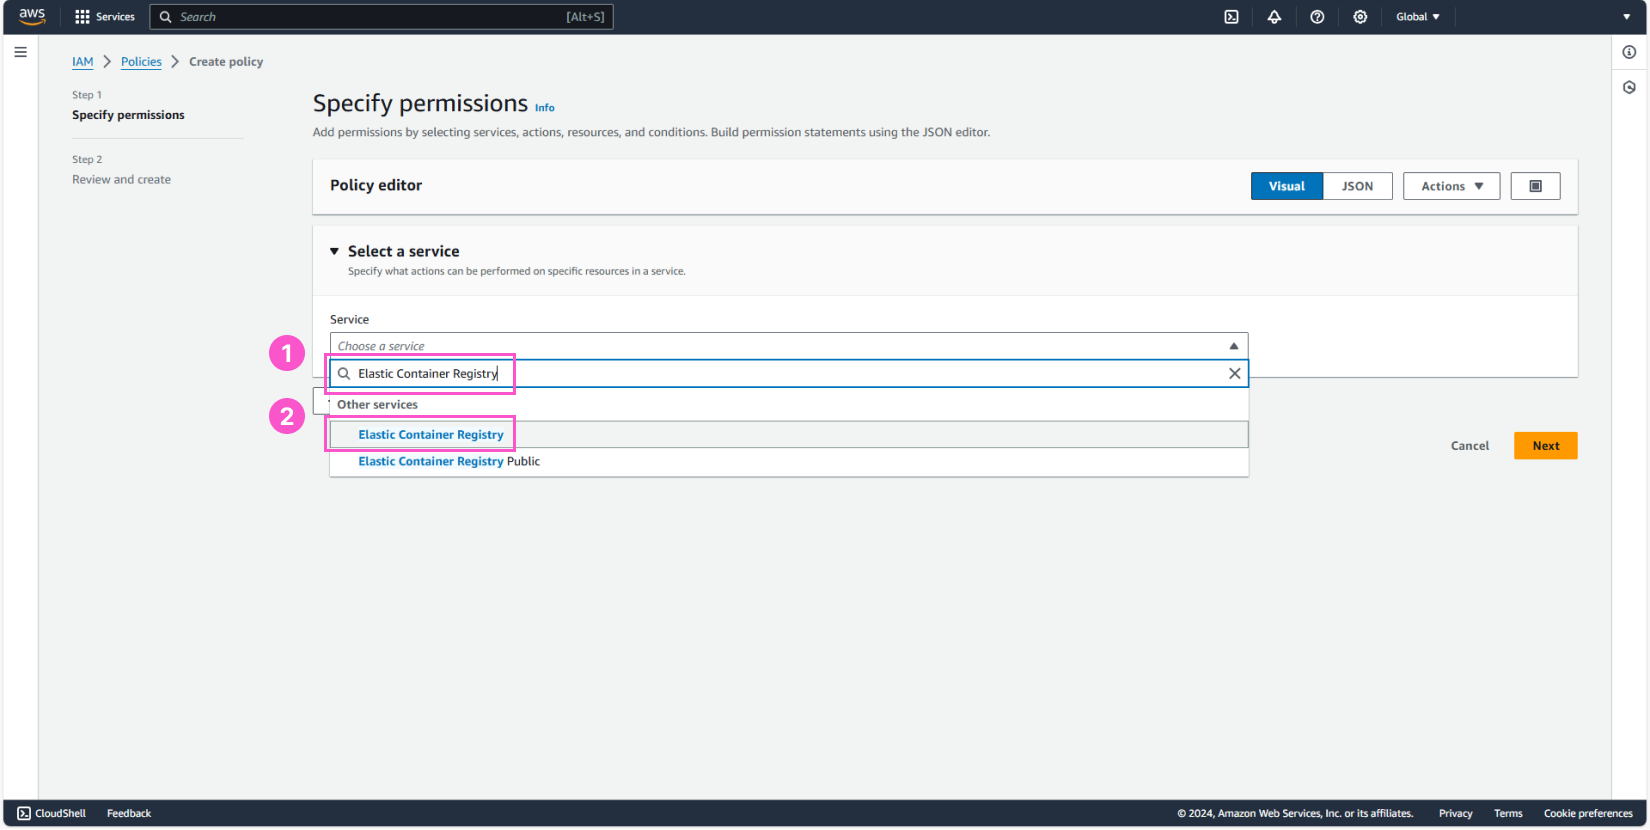 aws Services Search [Alt+S] Global
IAM > Policies > Create policy
Step 1
Specify permissions
Step 2
Review and create
Specify permissions Info
Add permissions by selecting services, actions, resources, and conditions. Build permission statements using the JSON editor.
Policy editor
Visual JSON Actions
Select a service
Specify what actions can be performed on specific resources in a service.
Service
Choose a service
1
Elastic Container Registry
Other services
2
Elastic Container Registry
Elastic Container Registry Public
Cancel Next
CloudShell Feedback © 2024, Amazon Web Services, Inc. or its affiliates. Privacy Terms Cookie preferences